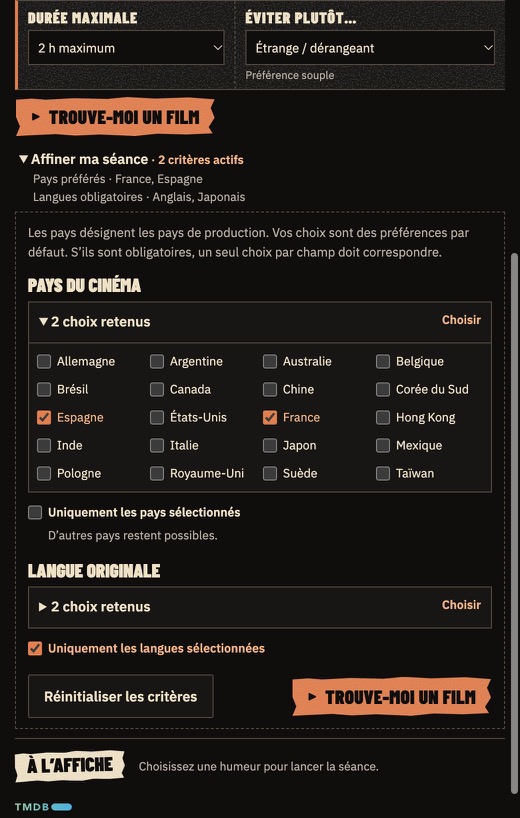 DURÉE MAXIMALE
ÉVITER PLUTÔT…
2 h maximum
Étrange / dérangeant
Préférence souple
► TROUVE-MOI UN FILM
▼ Affiner ma séance · 2 critères actifs
Pays préférés · France, Espagne
Langues obligatoires · Anglais, Japonais
Les pays désignent les pays de production. Vos choix sont des préférences par
défaut. S’ils sont obligatoires, un seul choix par champ doit correspondre.
PAYS DU CINÉMA
▼ 2 choix retenus
Choisir
Allemagne Argentine Australie Belgique
Brésil Canada Chine Corée du Sud
Espagne États-Unis France Hong Kong
Inde Italie Japon Mexique
Pologne Royaume-Uni Suède Taïwan
Uniquement les pays sélectionnés
D’autres pays restent possibles.
LANGUE ORIGINALE
► 2 choix retenus
Choisir
Uniquement les langues sélectionnées
Réinitialiser les critères
► TROUVE-MOI UN FILM
À L’AFFICHE
Choisissez une humeur pour lancer la séance.
TMDB